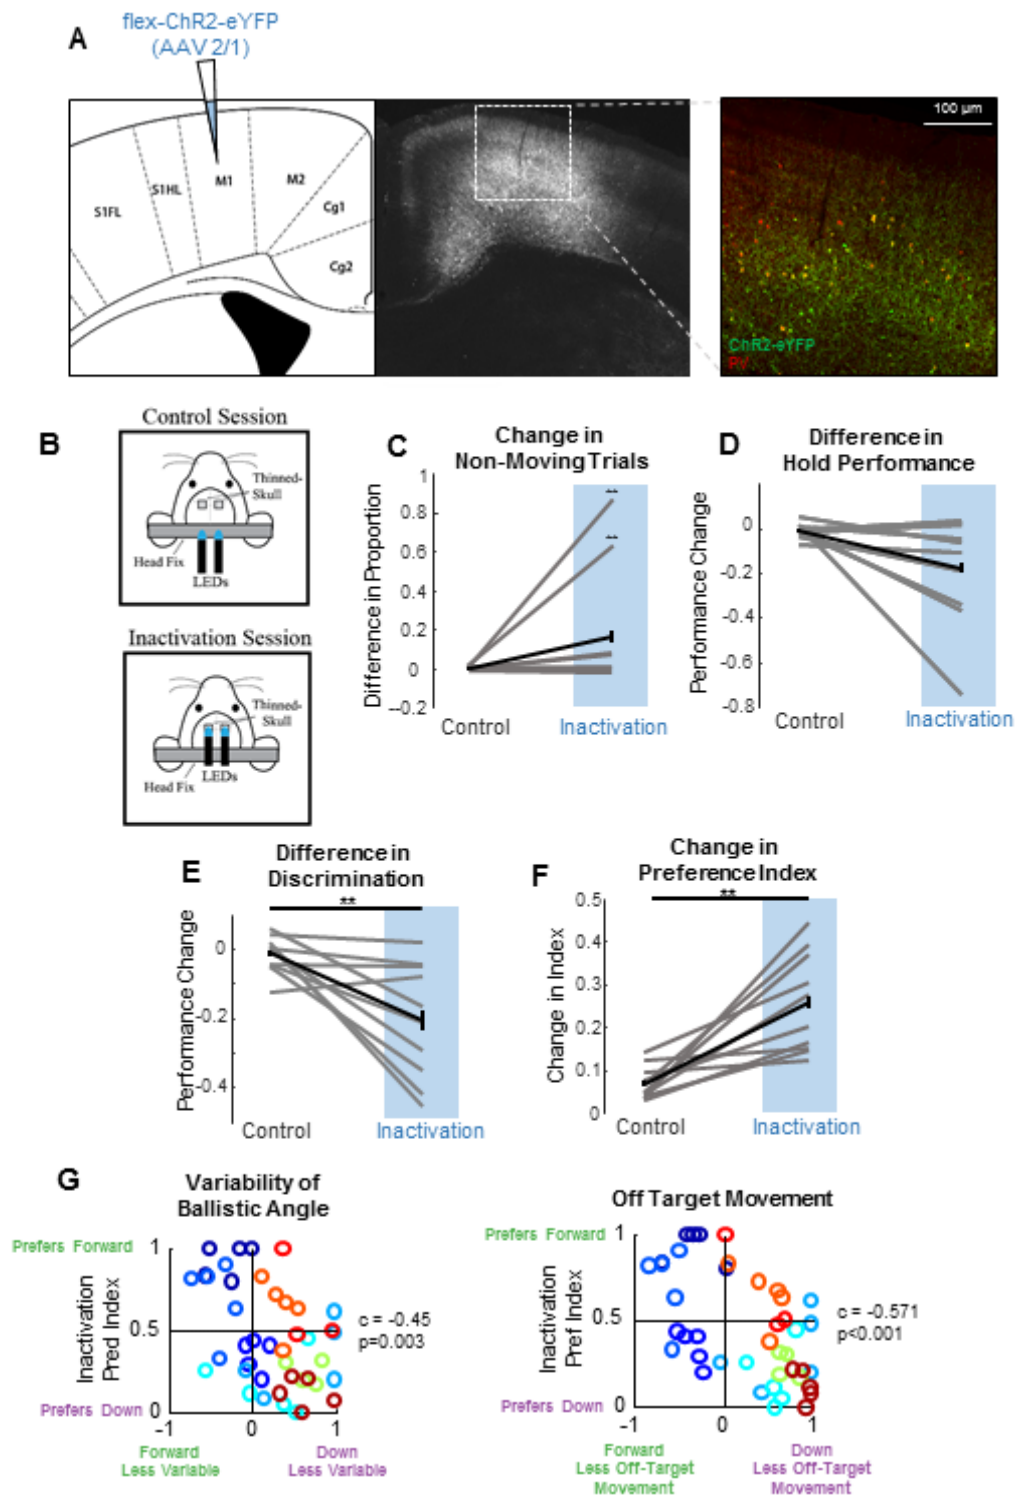 flex-ChR2-eYFP
(AAV 2/1)
A
S1FL
S1HL
M1
M2
Cg1
Cg2
100 µm
ChR2-eYFP
PV
B
Control Session
Thinned-
Skull
Head Fix
LEDs
Inactivation Session
Thinned-
Skull
Head Fix
LEDs
C
Change in
Non-Moving Trials
Difference in Proportion
1
0.8
0.6
0.4
0.2
0
-0.2
**
**
Control
Inactivation
D
Difference in
Hold Performance
Performance Change
0
-0.2
-0.4
-0.6
-0.8
Control
Inactivation
E
Difference in
Discrimination
**
Performance Change
0
-0.2
-0.4
Control
Inactivation
F
Change in
Preference Index
**
Change in Index
0.5
0.4
0.3
0.2
0.1
0
Control
Inactivation
G
Variability of
Ballistic Angle
Prefers Forward
1
Inactivation
Pred Index
0.5
c = -0.45
p=0.003
Prefers Down
0
-1
0
1
Forward
Less Variable
Down
Less Variable
Off Target Movement
Prefers Forward
1
Inactivation
Pref Index
0.5
c = -0.571
p<0.001
Prefers Down
0
-1
0
1
Forward
Less Off-Target
Movement
Down
Less Off-Target
Movement